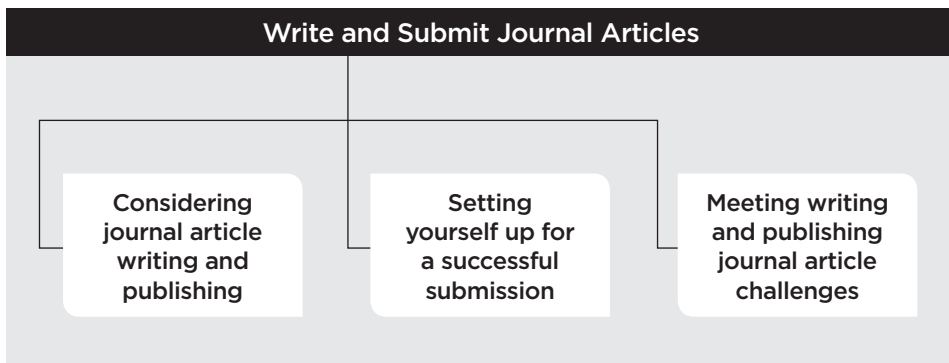 Write and Submit Journal Articles
Considering
journal article
writing and
publishing
Setting
yourself up for
a successful
submission
Meeting writing
and publishing
journal article
challenges